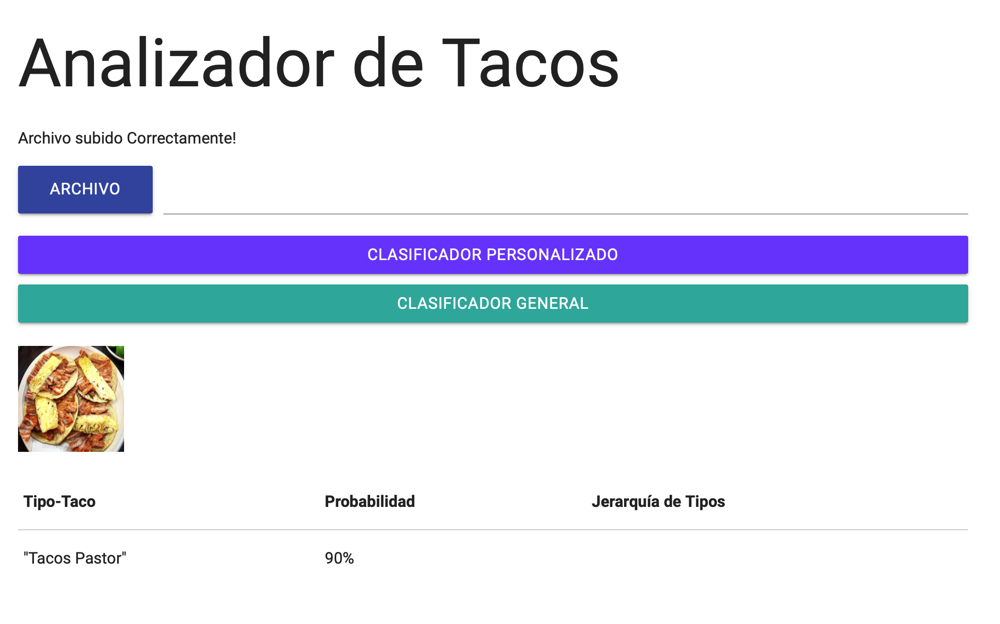 Analizador de Tacos
Archivo subido Correctamente!
ARCHIVO
CLASIFICADOR PERSONALIZADO
CLASIFICADOR GENERAL
Tipo-Taco Probabilidad Jerarquía de Tipos
"Tacos Pastor" 90%